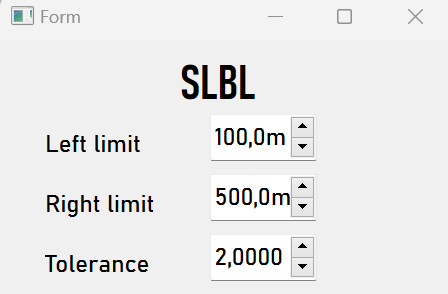 Form
SLBL
Left limit 100,0m
Right limit 500,0m
Tolerance 2,0000